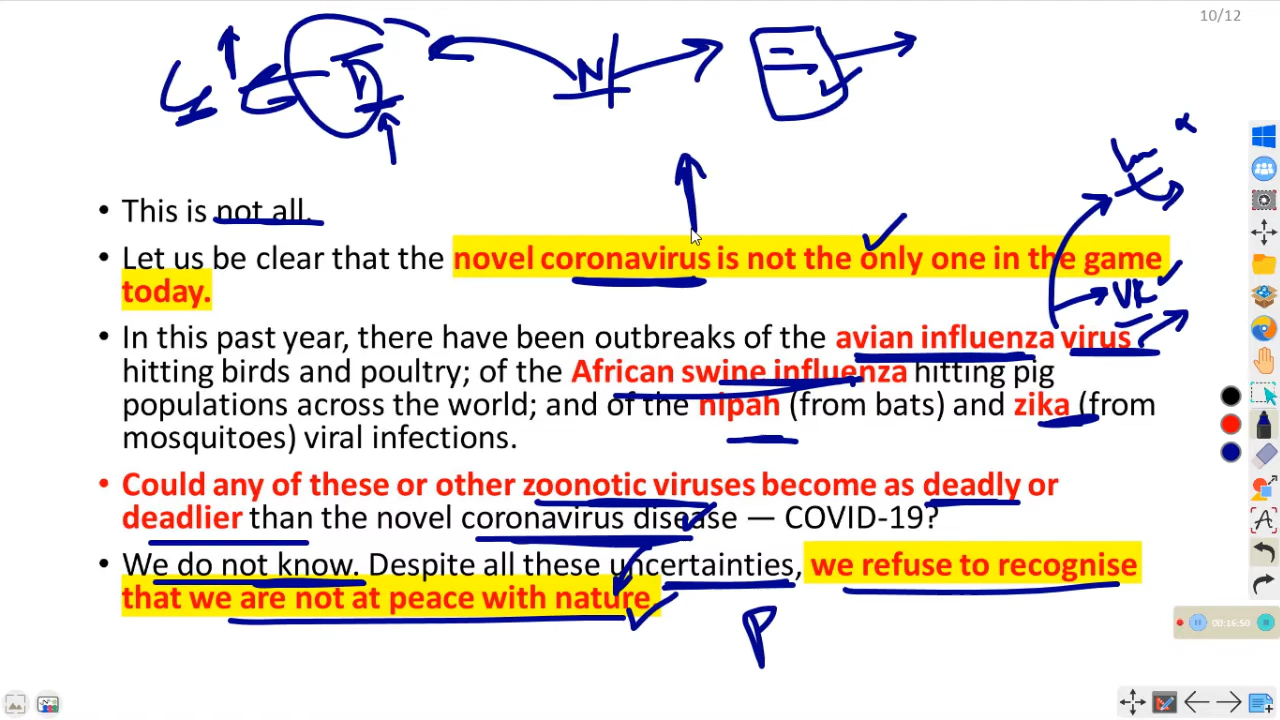 10/12
N
• This is not all.
• Let us be clear that the novel coronavirus is not the only one in the game
today.
UK
• In this past year, there have been outbreaks of the avian influenza virus
hitting birds and poultry; of the African swine influenza hitting pig
populations across the world; and of the nipah (from bats) and zika (from
mosquitoes) viral infections.
• Could any of these or other zoonotic viruses become as deadly or
deadlier than the novel coronavirus disease — COVID-19?
• We do not know. Despite all these uncertainties, we refuse to recognise
that we are not at peace with nature.
P
00:16:50